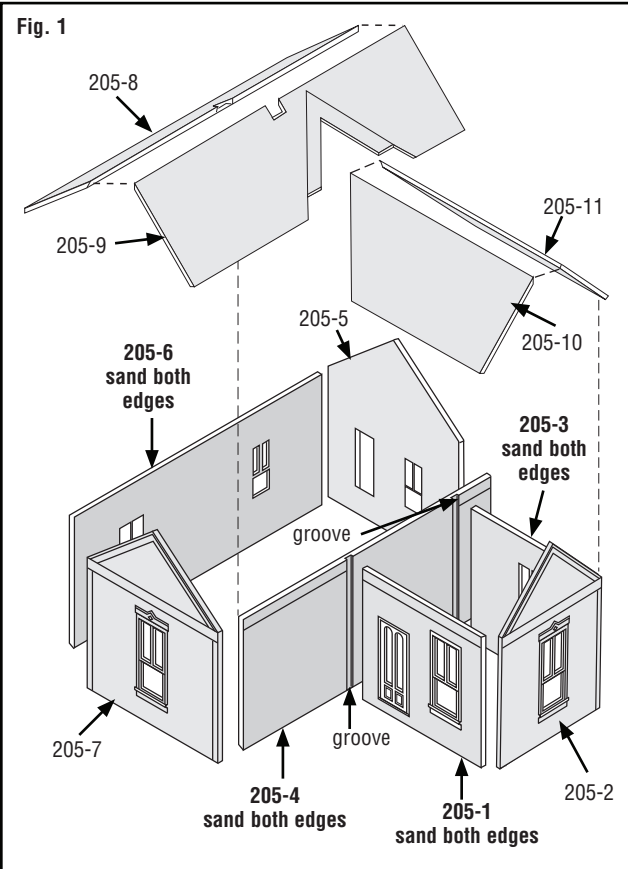 Fig. 1
205-8
205-9
205-11
205-10
205-5
205-6
sand both
edges
205-3
sand both
edges
groove
groove
205-7
205-4
sand both edges
205-1
sand both edges
205-2